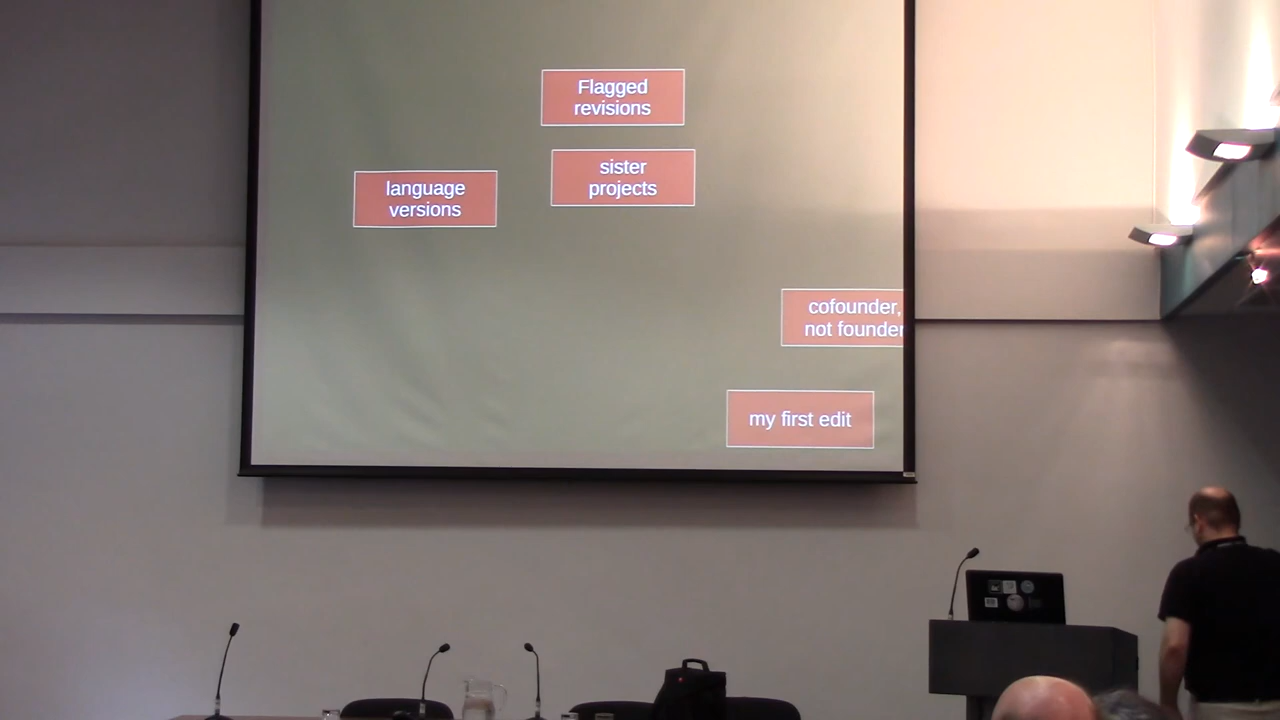 Flagged
revisions
sister
projects
language
versions
cofounder,
not founder
my first edit